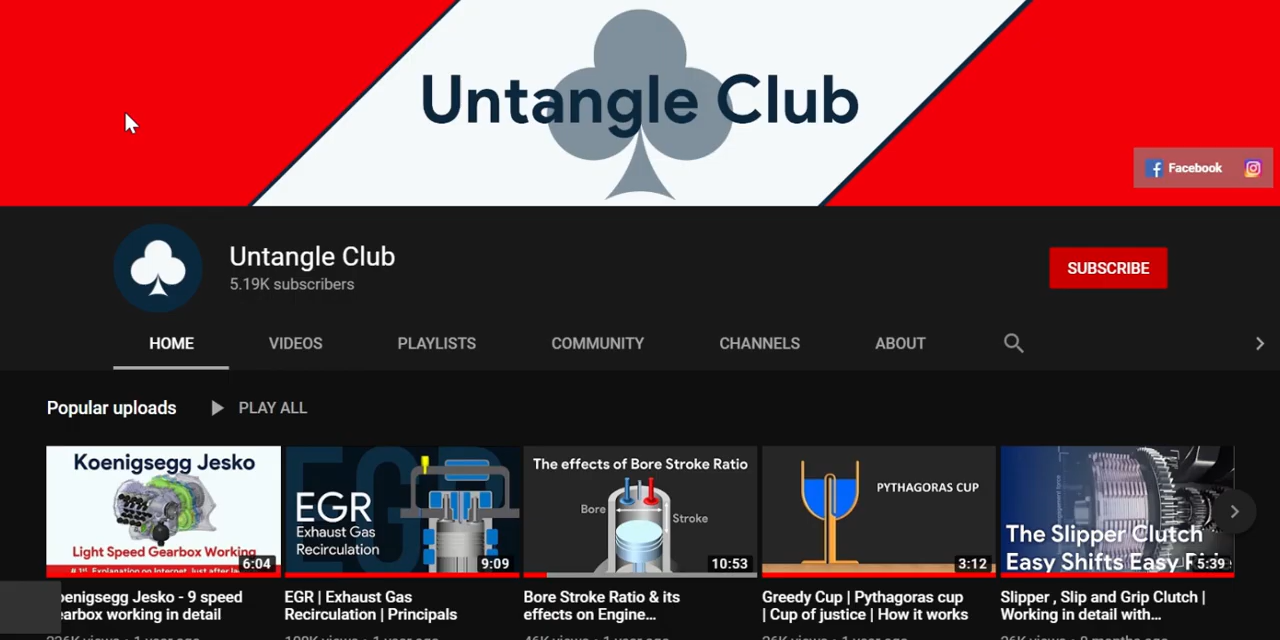 Untangle Club
Facebook
Untangle Club
5.19K subscribers
SUBSCRIBE
HOME VIDEOS PLAYLISTS COMMUNITY CHANNELS ABOUT
Popular uploads PLAY ALL
Koenigsegg Jesko
Light Speed Gearbox Working
6:04
EGR
Exhaust Gas
Recirculation
9:09
The effects of Bore Stroke Ratio
Bore
Stroke
10:53
PYTHAGORAS CUP
3:12
The Slipper Clutch
Easy Shifts Easy
5:39
oenigsegg Jesko - 9 speed
earbox working in detail
EGR | Exhaust Gas
Recirculation | Principals
Bore Stroke Ratio & its
effects on Engine...
Greedy Cup | Pythagoras cup
| Cup of justice | How it works
Slipper , Slip and Grip Clutch |
Working in detail with...